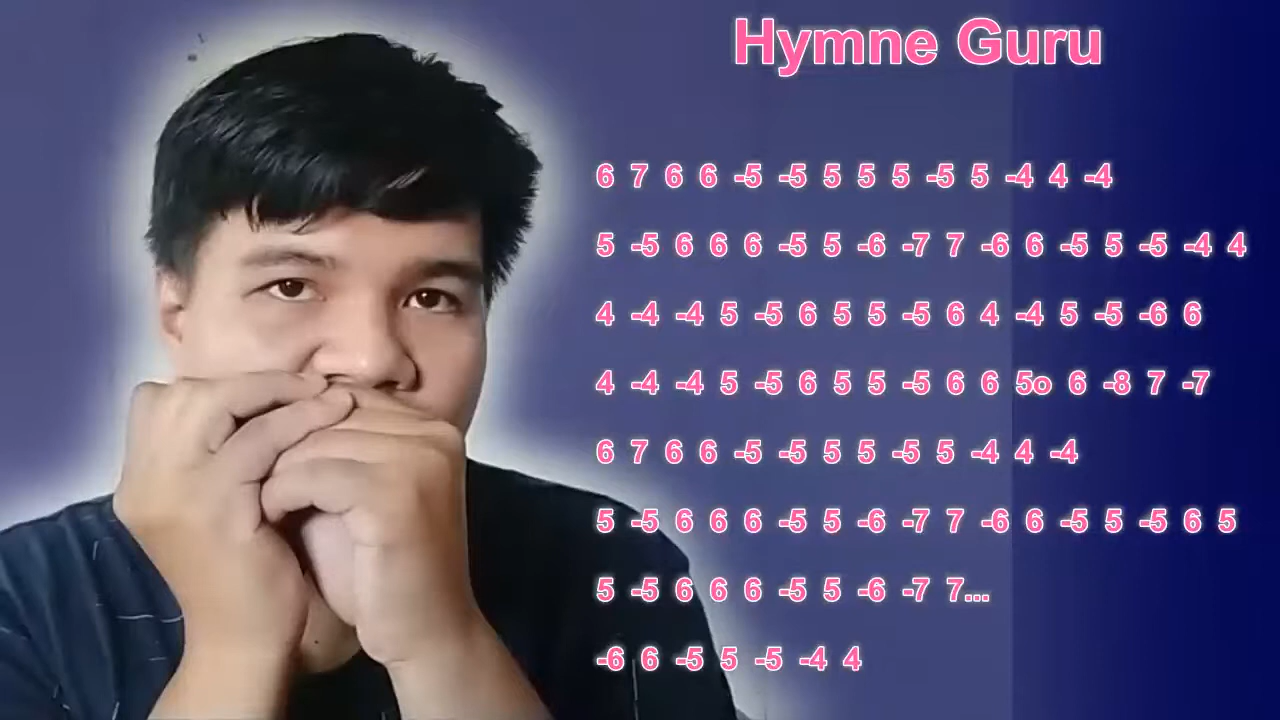 Hymne Guru
6 7 6 6 -5 -5 5 5 5 -5 5 -4 4 -4
5 -5 6 6 6 -5 5 -6 -7 7 -6 6 -5 5 -5 -4 4
4 -4 -4 5 -5 6 5 5 -5 6 4 -4 5 -5 -6 6
4 -4 -4 5 -5 6 5 5 -5 6 6 5o 6 -8 7 -7
6 7 6 6 -5 -5 5 5 -5 5 -4 4 -4
5 -5 6 6 6 -5 5 -6 -7 7 -6 6 -5 5 -5 6 5
5 -5 6 6 6 -5 5 -6 -7 7...
-6 6 -5 5 -5 -4 4